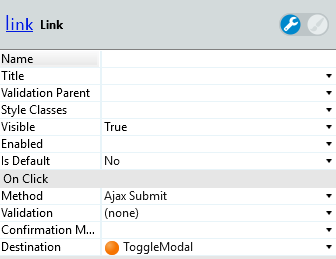 link Link
Name
Title
Validation Parent
Style Classes
Visible True
Enabled
Is Default No
On Click
Method Ajax Submit
Validation (none)
Confirmation M...
Destination ToggleModal